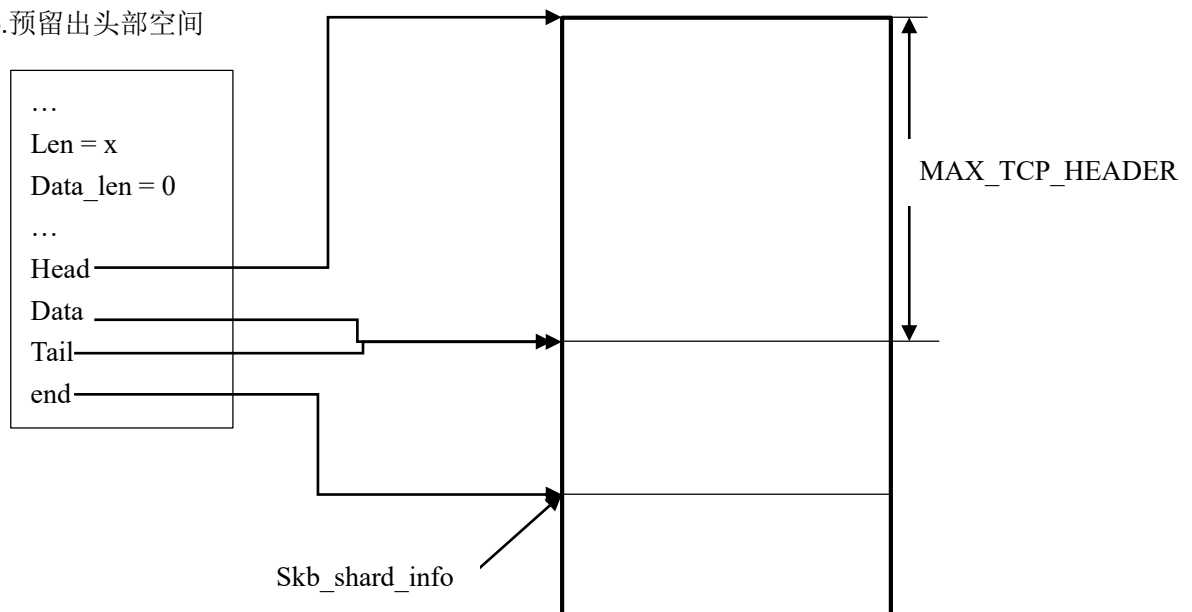 .预留出头部空间
…
Len = x
Data_len = 0
…
Head
Data
Tail
end
MAX_TCP_HEADER
Skb_shard_info